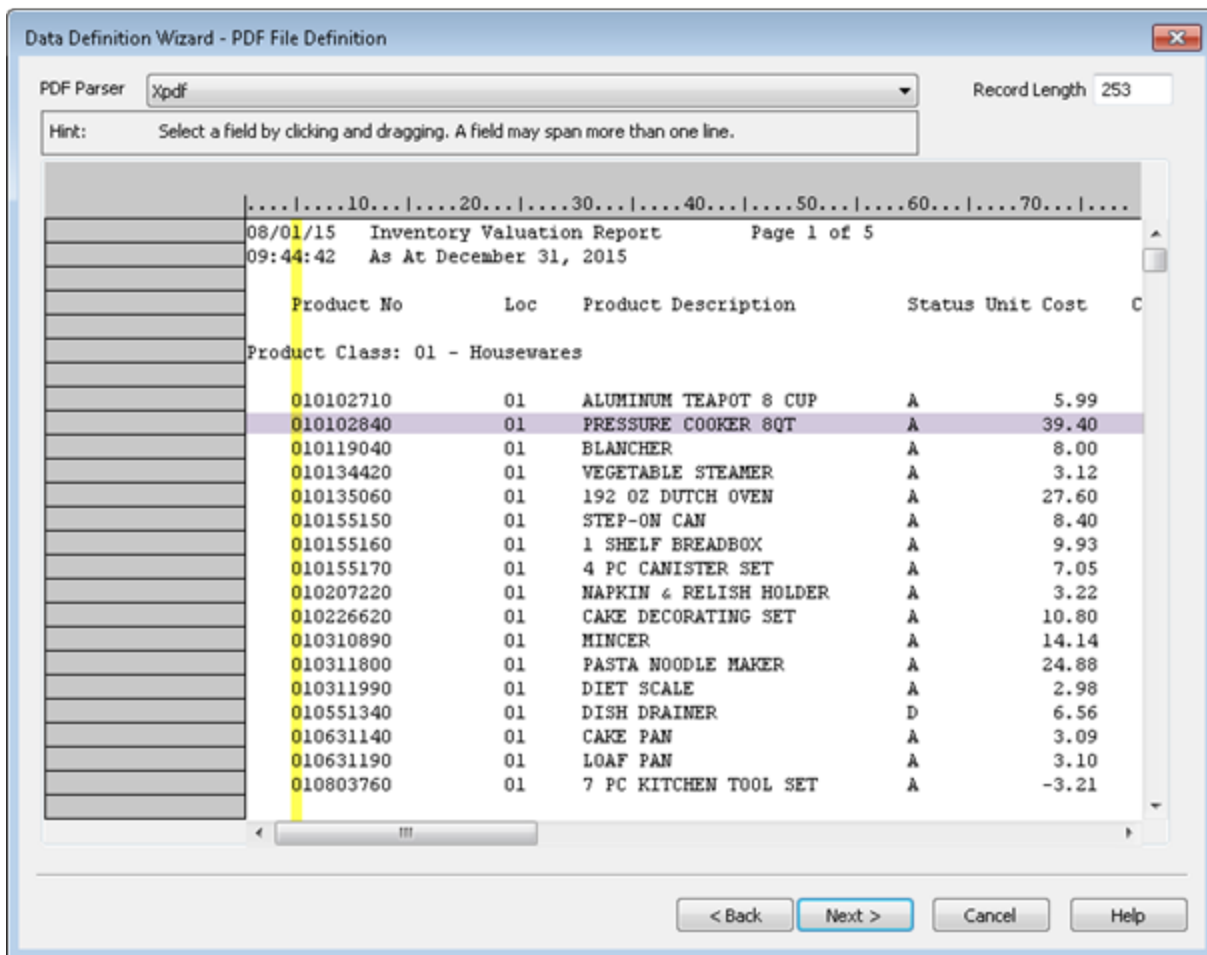 Data Definition Wizard - PDF File Definition
PDF Parser Xpdf Record Length 253
Hint: Select a field by clicking and dragging. A field may span more than one line.
|....|....10...|....20...|....30...|....40...|....50...|....60...|....70...|....
08/01/15 Inventory Valuation Report Page 1 of 5
09:44:42 As At December 31, 2015
Product No Loc Product Description Status Unit Cost C
Product Class: 01 - Housewares
010102710 01 ALUMINUM TEAPOT 8 CUP A 5.99
010102840 01 PRESSURE COOKER 8QT A 39.40
010119040 01 BLANCHER A 8.00
010134420 01 VEGETABLE STEAMER A 3.12
010135060 01 192 OZ DUTCH OVEN A 27.60
010155150 01 STEP-ON CAN A 8.40
010155160 01 1 SHELF BREADBOX A 9.93
010155170 01 4 PC CANISTER SET A 7.05
010207220 01 NAPKIN & RELISH HOLDER A 3.22
010226620 01 CAKE DECORATING SET A 10.80
010310890 01 MINCER A 14.14
010311800 01 PASTA NOODLE MAKER A 24.88
010311990 01 DIET SCALE A 2.98
010551340 01 DISH DRAINER D 6.56
010631140 01 CAKE PAN A 3.09
010631190 01 LOAF PAN A 3.10
010803760 01 7 PC KITCHEN TOOL SET A -3.21
< Back Next > Cancel Help